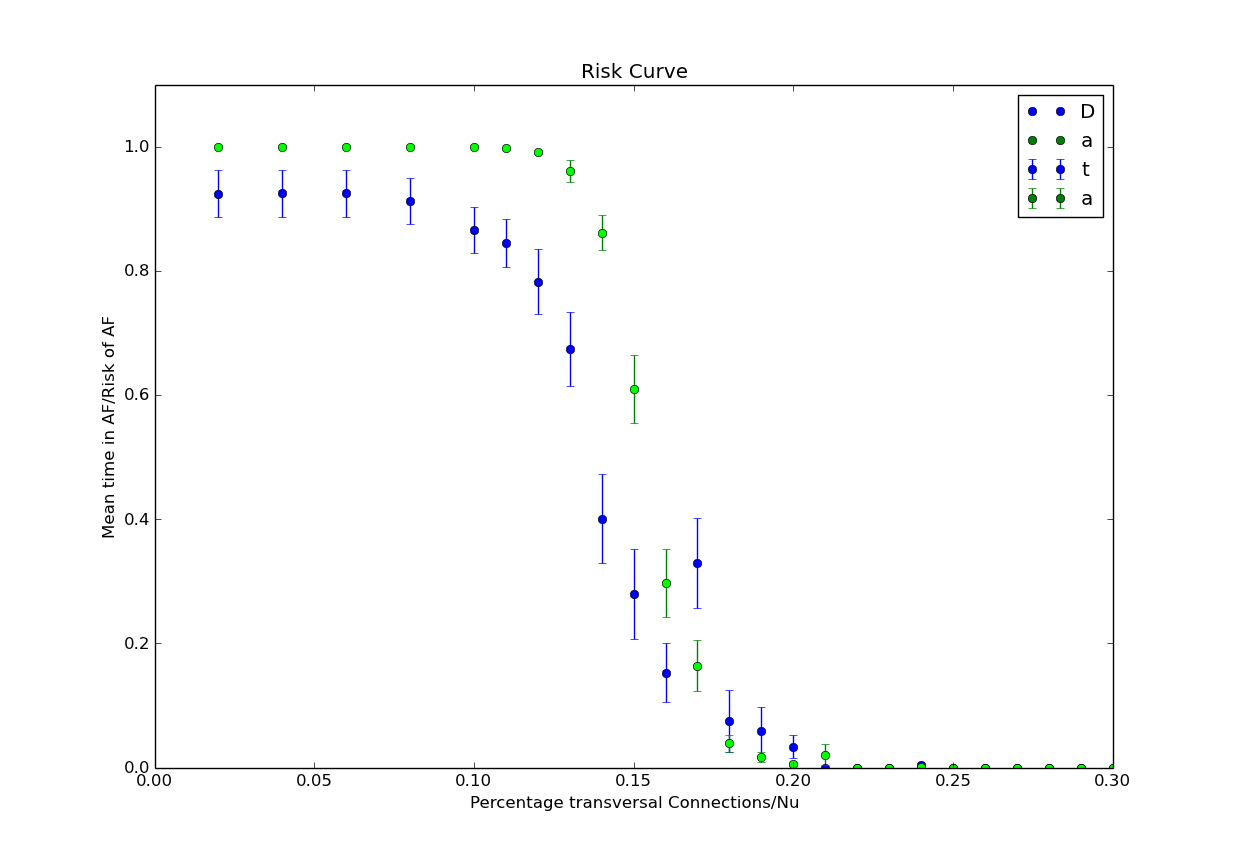 Risk Curve
D
a
t
a
1.0
0.8
0.6
0.4
0.2
0.0
Mean time in AF/Risk of AF
0.00 0.05 0.10 0.15 0.20 0.25 0.30
Percentage transversal Connections/Nu